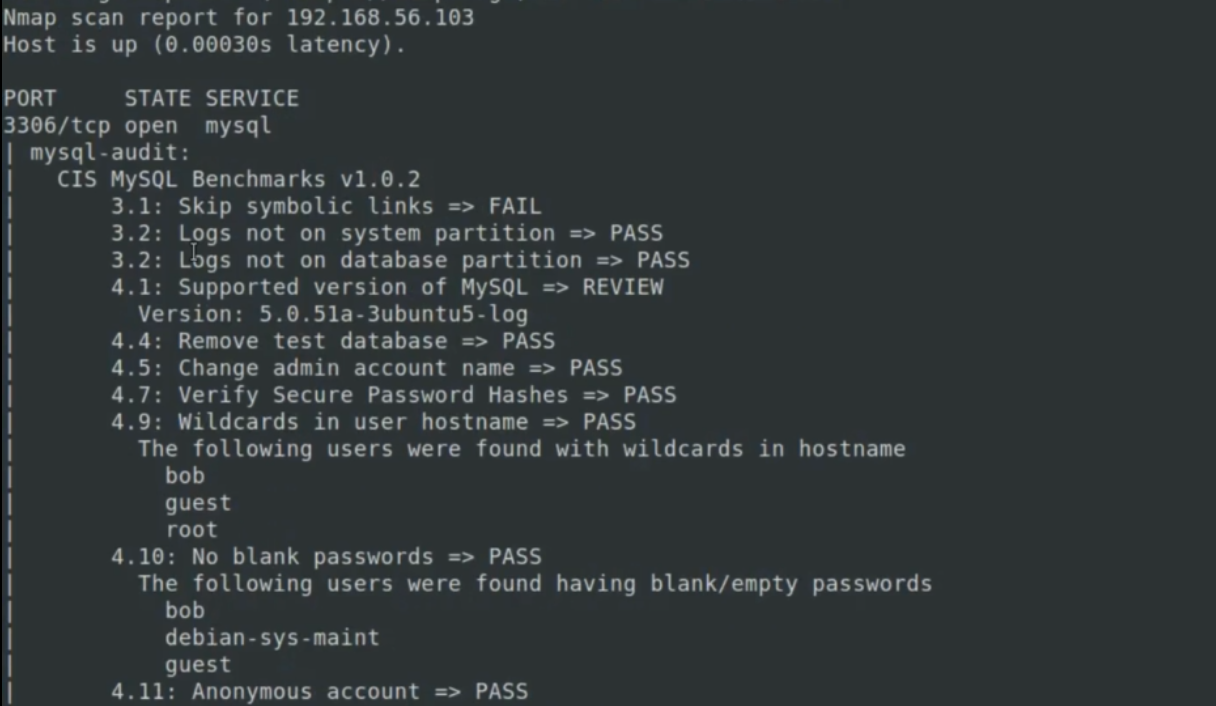 Nmap scan report for 192.168.56.103
Host is up (0.00030s latency).
PORT     STATE SERVICE
3306/tcp open  mysql
| mysql-audit:
|   CIS MySQL Benchmarks v1.0.2
|       3.1: Skip symbolic links => FAIL
|       3.2: Logs not on system partition => PASS
|       3.2: Logs not on database partition => PASS
|       4.1: Supported version of MySQL => REVIEW
|         Version: 5.0.51a-3ubuntu5-log
|       4.4: Remove test database => PASS
|       4.5: Change admin account name => PASS
|       4.7: Verify Secure Password Hashes => PASS
|       4.9: Wildcards in user hostname => PASS
|         The following users were found with wildcards in hostname
|           bob
|           guest
|           root
|       4.10: No blank passwords => PASS
|         The following users were found having blank/empty passwords
|           bob
|           debian-sys-maint
|           guest
|       4.11: Anonymous account => PASS